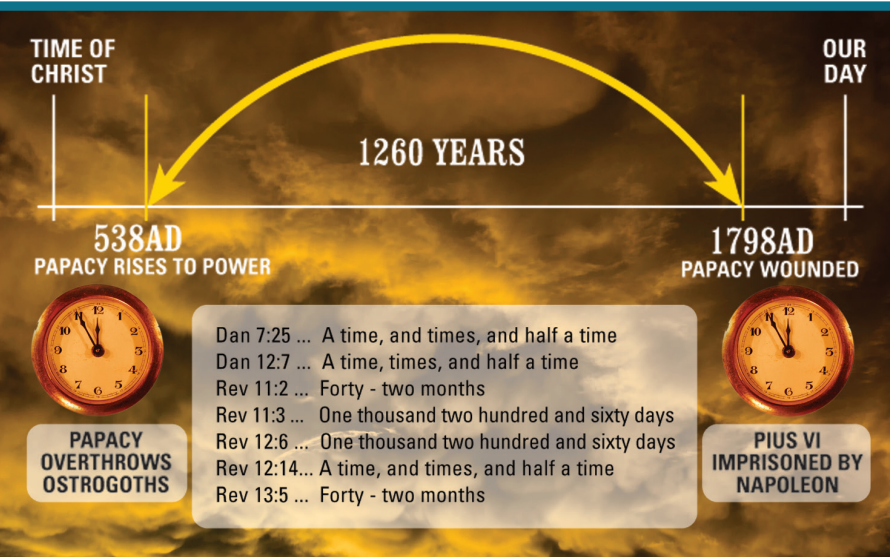 TIME OF
CHRIST
OUR
DAY
1260 YEARS
538AD
PAPACY RISES TO POWER
1798AD
PAPACY WOUNDED
Dan 7:25 ... A time, and times, and half a time
Dan 12:7 ... A time, times, and half a time
Rev 11:2 ... Forty - two months
Rev 11:3 ... One thousand two hundred and sixty days
Rev 12:6 ... One thousand two hundred and sixty days
Rev 12:14... A time, and times, and half a time
Rev 13:5 ... Forty - two months
PAPACY
OVERTHROWS
OSTROGOTHS
PIUS VI
IMPRISONED BY
NAPOLEON